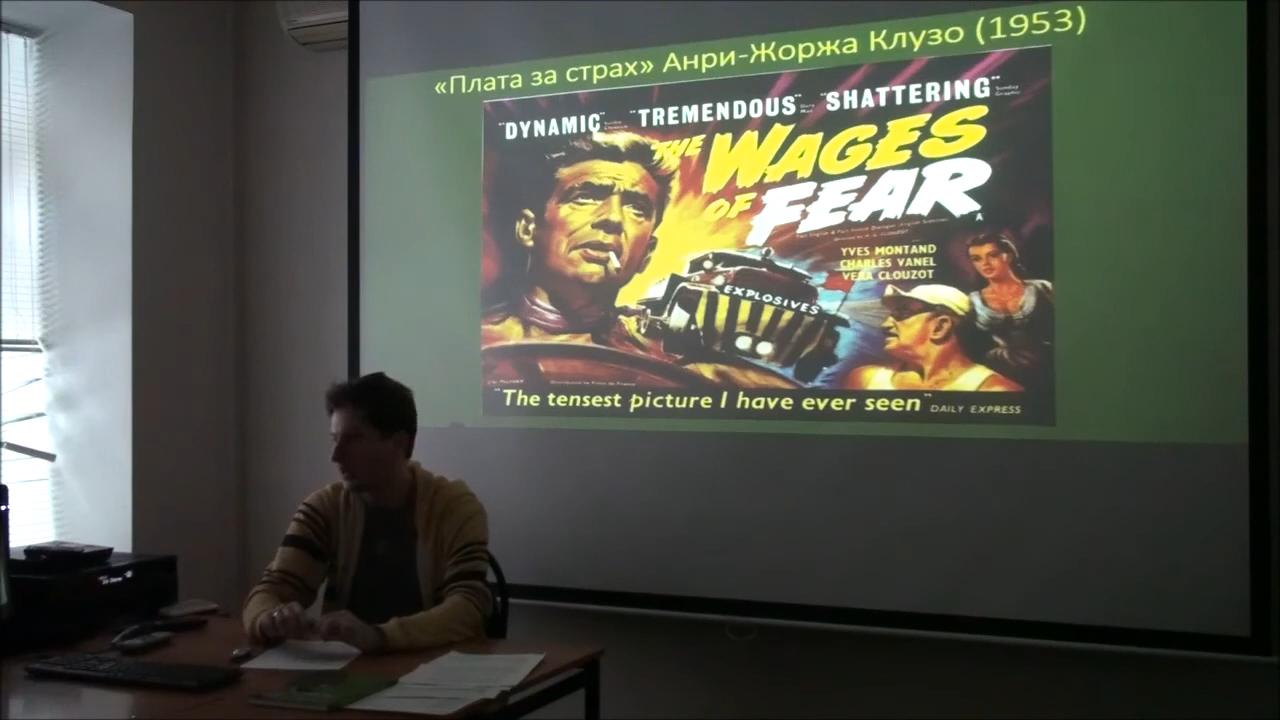 «Плата за страх» Анри-Жоржа Клузо (1953)
"DYNAMIC" "TREMENDOUS" "SHATTERING"
THE WAGES
OF FEAR
A
YVES MONTAND
CHARLES VANEL
VERA CLOUZOT
EXPLOSIVES
"The tensest picture I have ever seen" DAILY EXPRESS